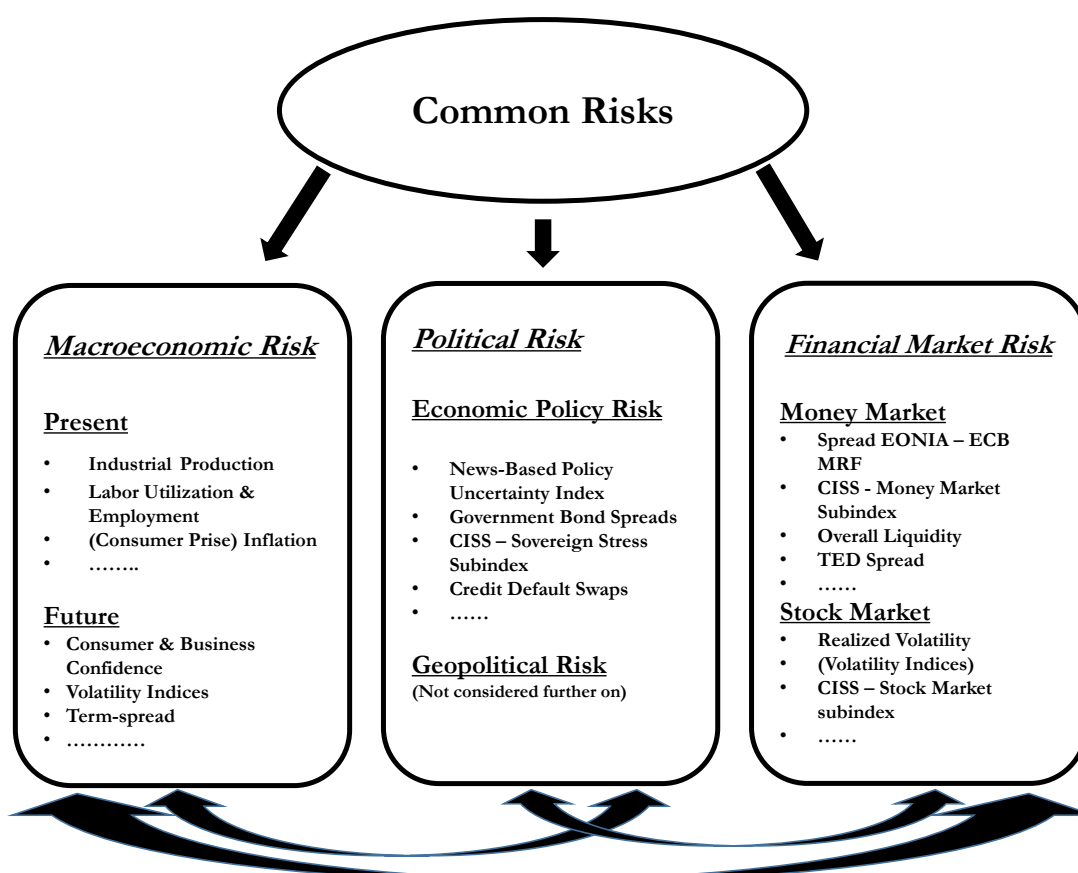 Common Risks
Macroeconomic Risk
Present
• Industrial Production
• Labor Utilization &
Employment
• (Consumer Prise) Inflation
• ……..
Future
• Consumer & Business
Confidence
• Volatility Indices
• Term-spread
• …………
Political Risk
Economic Policy Risk
• News-Based Policy
Uncertainty Index
• Government Bond Spreads
• CISS – Sovereign Stress
Subindex
• Credit Default Swaps
• ……
Geopolitical Risk
(Not considered further on)
Financial Market Risk
Money Market
• Spread EONIA – ECB
MRF
• CISS - Money Market
Subindex
• Overall Liquidity
• TED Spread
• ……
Stock Market
• Realized Volatility
• (Volatility Indices)
• CISS – Stock Market
subindex
• ……